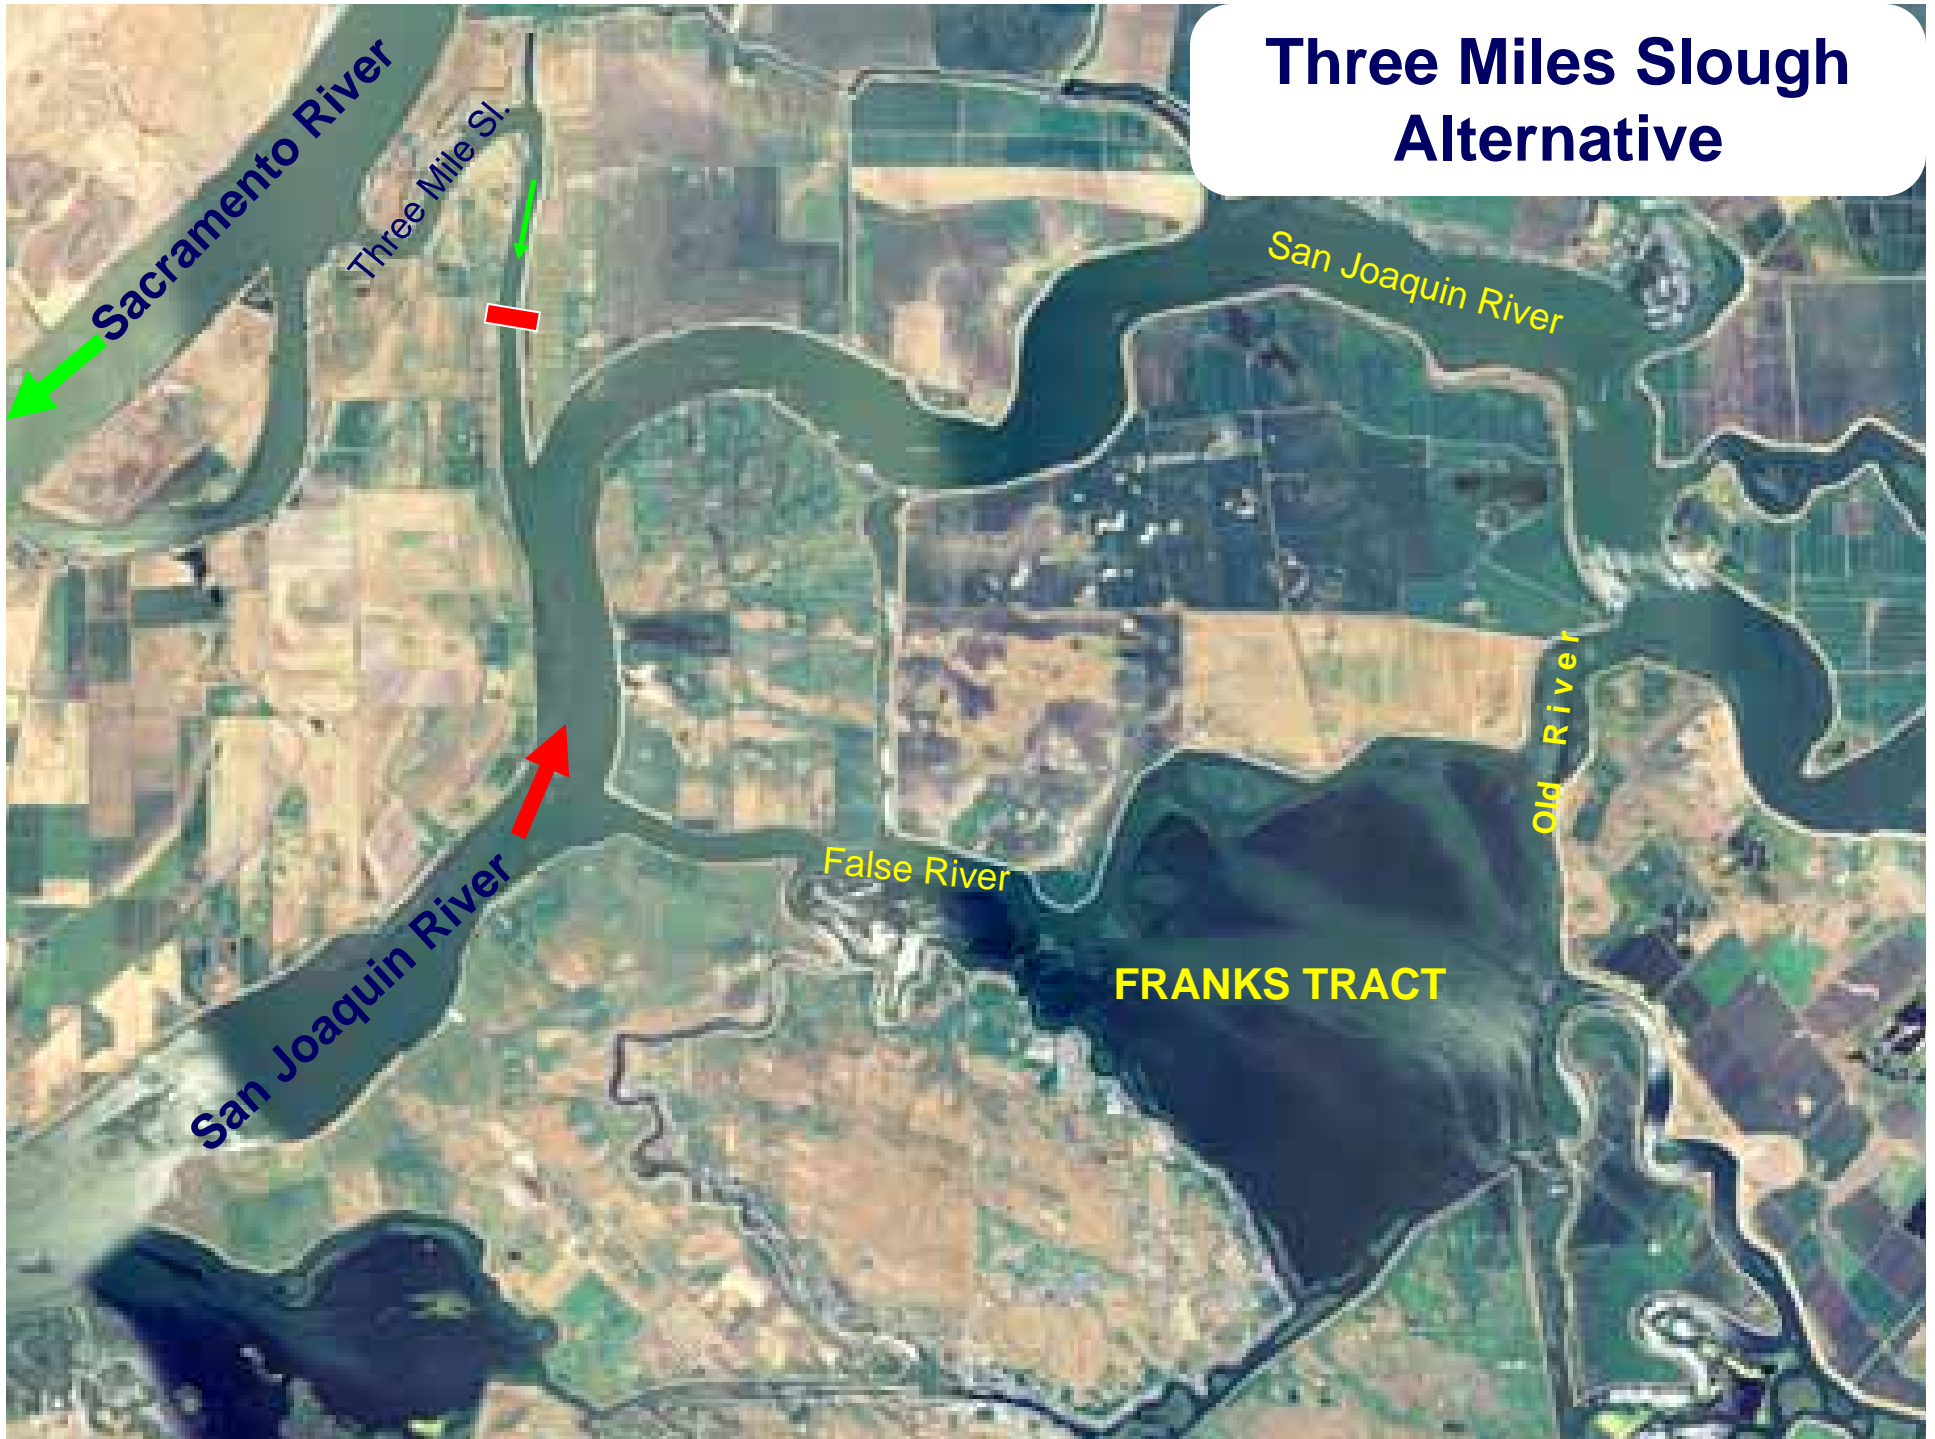 Three Miles Slough
Alternative
Sacramento River
Three Mile Sl.
San Joaquin River
Old River
False River
San Joaquin River
FRANKS TRACT